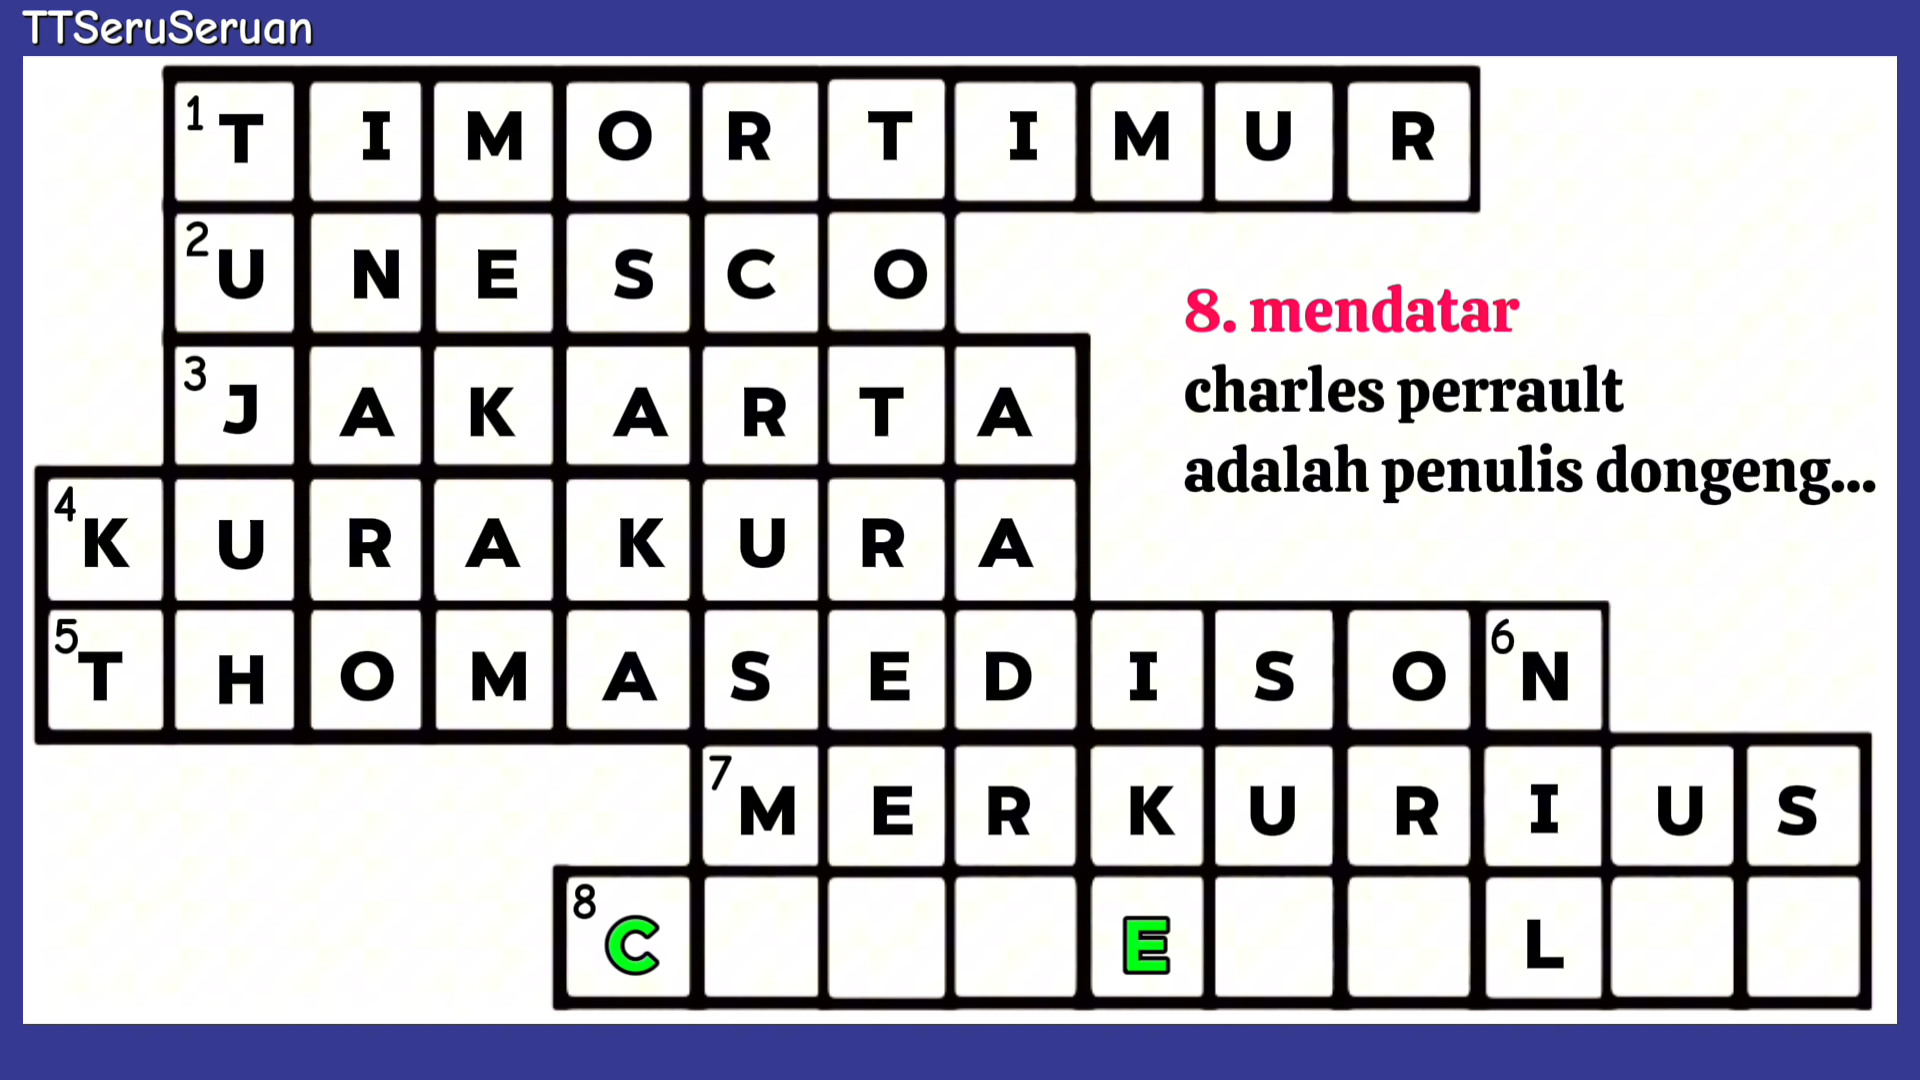 TTSeruSeruan
1 T I M O R T I M U R
2 U N E S C O
3 J A K A R T A
4 K U R A K U R A
5 T H O M A S E D I S O 6 N
7 M E R K U R I U S
8 C E L
8. mendatar
charles perrault
adalah penulis dongeng...